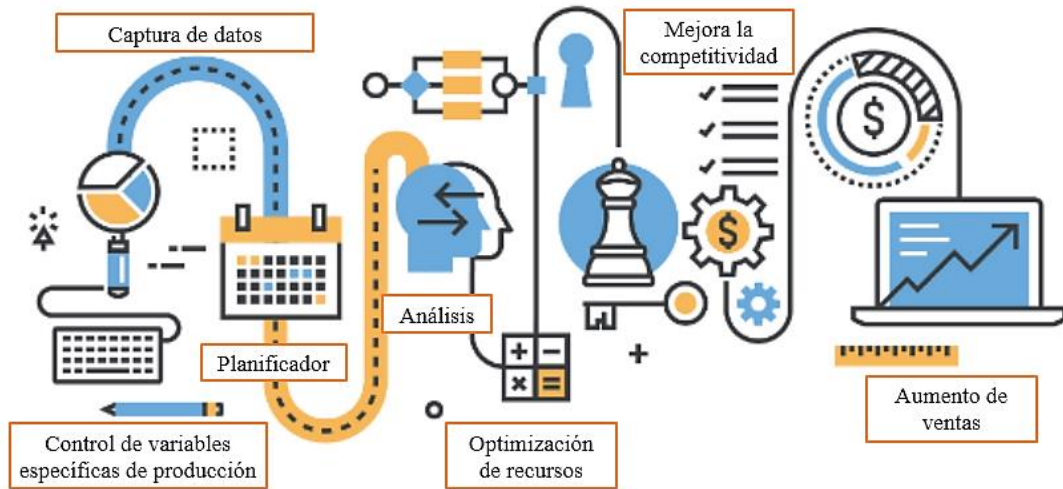 Captura de datos
Mejora la
competitividad
$
$
Análisis
Planificador
+ −
× =
Control de variables
específicas de producción
Optimización
de recursos
Aumento de
ventas